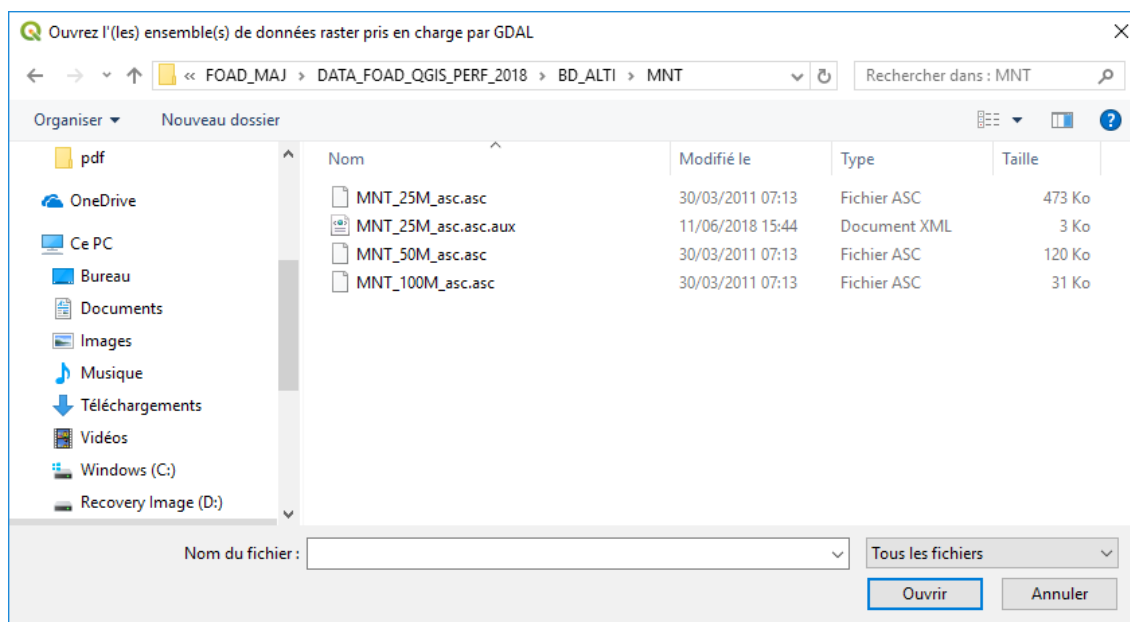 Ouvrez l'(les) ensemble(s) de données raster pris en charge par GDAL
« FOAD_MAJ > DATA_FOAD_QGIS_PERF_2018 > BD_ALTI > MNT
Rechercher dans : MNT
Organiser Nouveau dossier
pdf
OneDrive
Ce PC
Bureau
Documents
Images
Musique
Téléchargements
Vidéos
Windows (C:)
Recovery Image (D:)
Nom Modifié le Type Taille
MNT_25M_asc.asc 30/03/2011 07:13 Fichier ASC 473 Ko
MNT_25M_asc.asc.aux 11/06/2018 15:44 Document XML 3 Ko
MNT_50M_asc.asc 30/03/2011 07:13 Fichier ASC 120 Ko
MNT_100M_asc.asc 30/03/2011 07:13 Fichier ASC 31 Ko
Nom du fichier : Tous les fichiers
Ouvrir Annuler